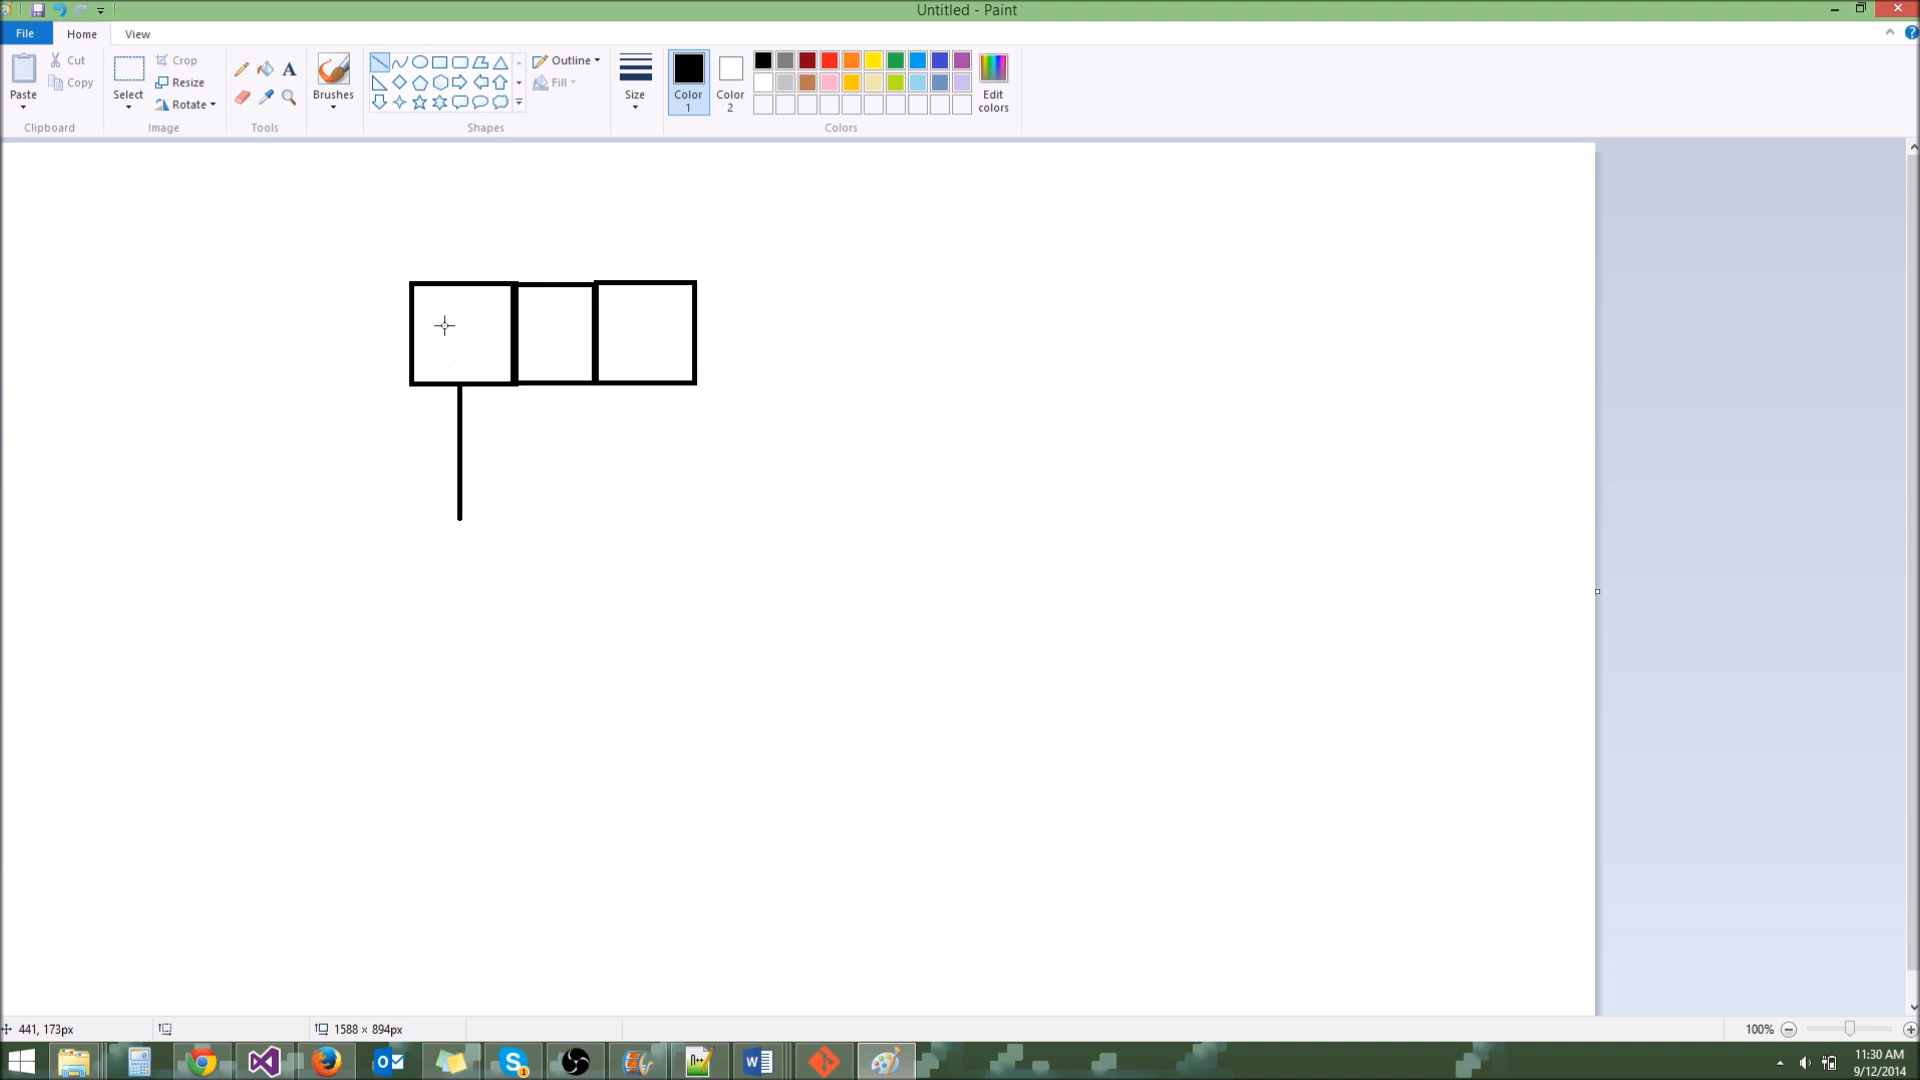 Untitled - Paint
File Home View
Paste
Cut
Copy
Clipboard
Select
Crop
Resize
Rotate
Image
A
Tools
Brushes
Outline
Fill
Shapes
Size
Color 1
Color 2
Edit colors
Colors
441, 173px
1588 × 894px
100%
11:30 AM
9/12/2014